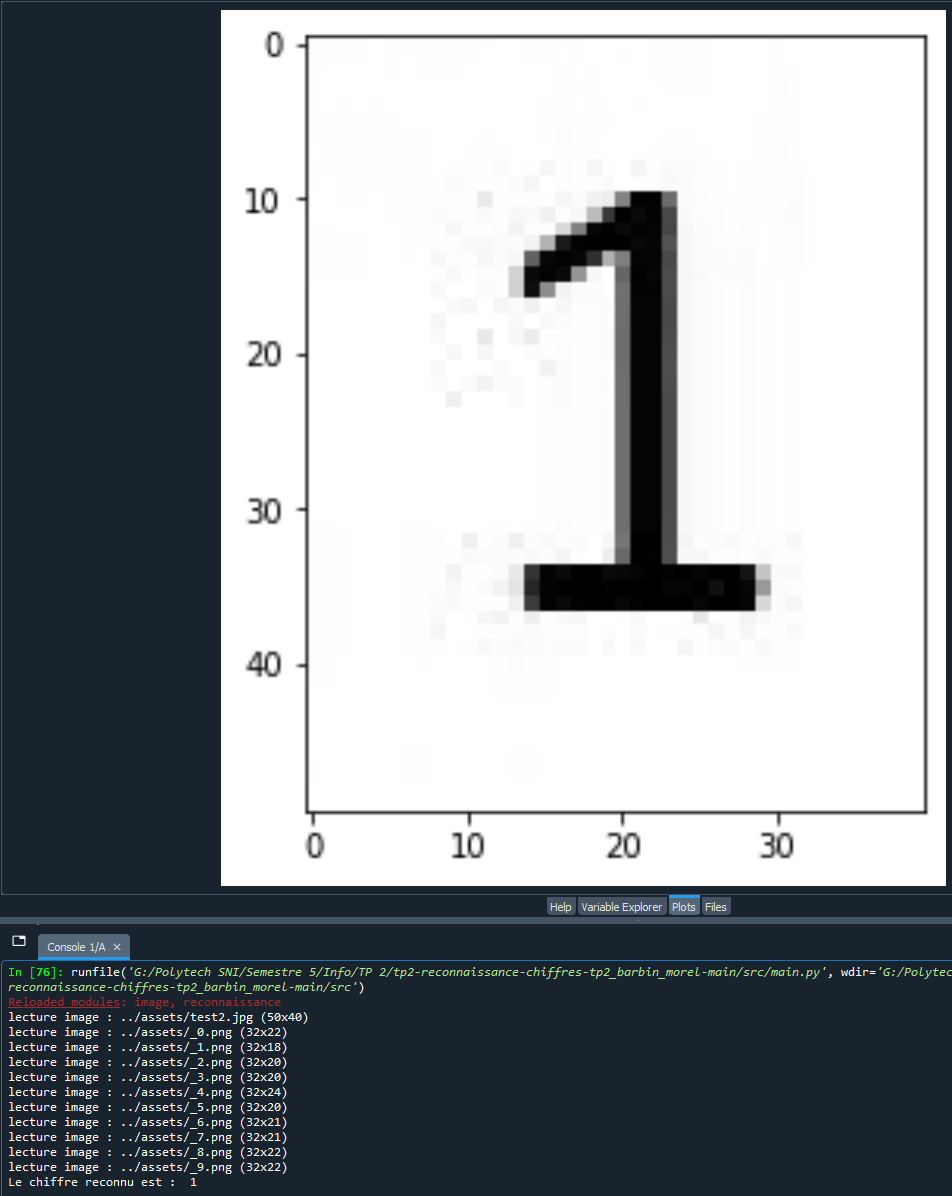 0
10
20
30
40
1
0 10 20 30
Help Variable Explorer Plots Files
Console 1/A ×
In [76]: runfile('G:/Polytech SNI/Semestre 5/Info/TP 2/tp2-reconnaissance-chiffres-tp2_barbin_morel-main/src/main.py', wdir='G:/Polytec
reconnaissance-chiffres-tp2_barbin_morel-main/src')
Reloaded modules: image, reconnaissance
lecture image : ../assets/test2.jpg (50x40)
lecture image : ../assets/_0.png (32x22)
lecture image : ../assets/_1.png (32x18)
lecture image : ../assets/_2.png (32x20)
lecture image : ../assets/_3.png (32x20)
lecture image : ../assets/_4.png (32x24)
lecture image : ../assets/_5.png (32x20)
lecture image : ../assets/_6.png (32x21)
lecture image : ../assets/_7.png (32x21)
lecture image : ../assets/_8.png (32x22)
lecture image : ../assets/_9.png (32x22)
Le chiffre reconnu est :  1